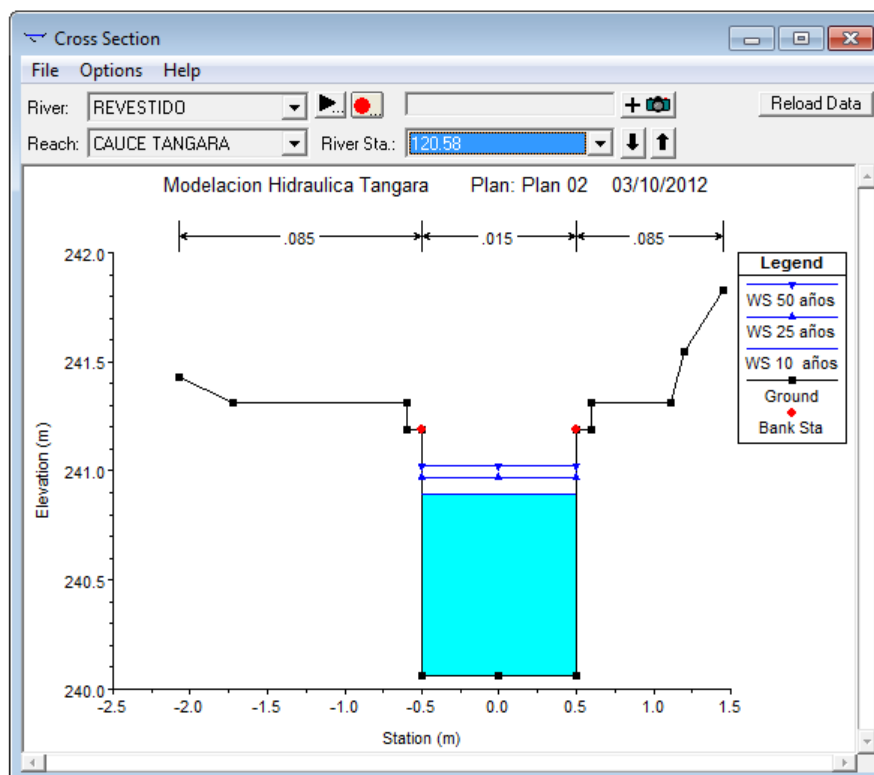 Cross Section
File Options Help
River: REVESTIDO
Reload Data
Reach: CAUCE TANGARA River Sta.: 120.58
Modelacion Hidraulica Tangara Plan: Plan 02 03/10/2012
.085 .015 .085
Legend
WS 50 años
WS 25 años
WS 10 años
Ground
Bank Sta
242.0
241.5
241.0
240.5
240.0
Elevation (m)
-2.5 -2.0 -1.5 -1.0 -0.5 0.0 0.5 1.0 1.5
Station (m)